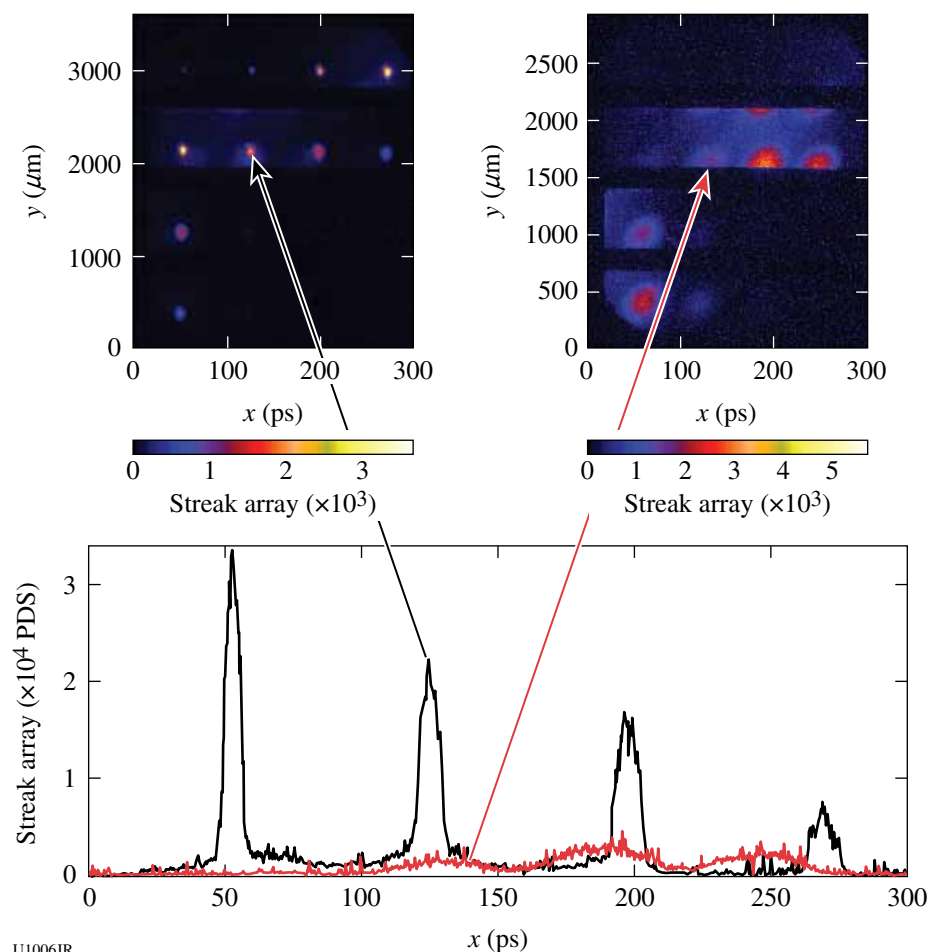 3000
2000
1000
0
y (μm)
0 100 200 300
x (ps)
0 1 2 3
Streak array (×10³)
2500
2000
1500
1000
500
0
y (μm)
0 100 200 300
x (ps)
0 1 2 3 4 5
Streak array (×10³)
3
2
1
0
Streak array (×10⁴ PDS)
0 50 100 150 200 250 300
x (ps)
U1006JR